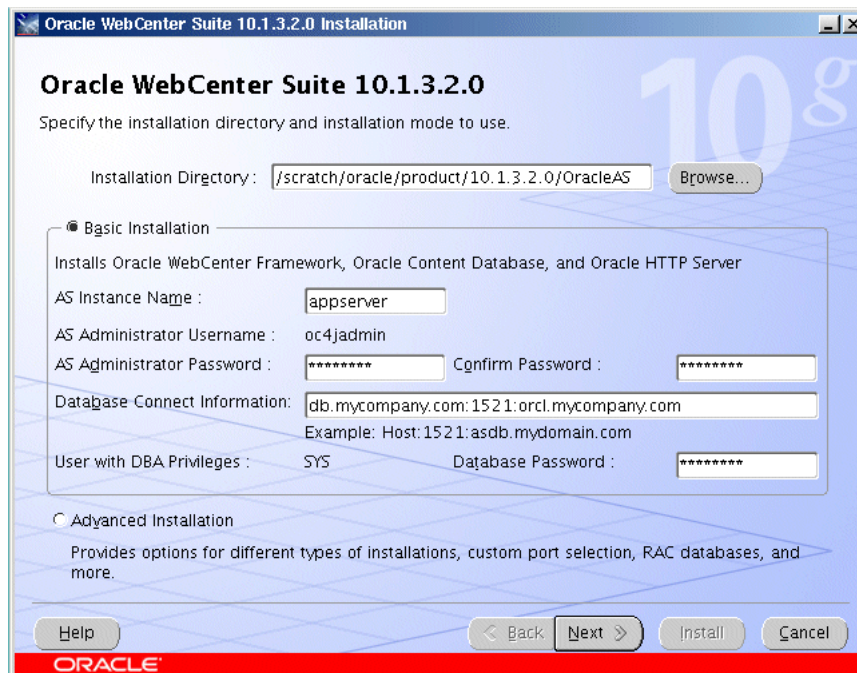 Oracle WebCenter Suite 10.1.3.2.0 Installation
10g
Oracle WebCenter Suite 10.1.3.2.0
Specify the installation directory and installation mode to use.
Installation Directory : /scratch/oracle/product/10.1.3.2.0/OracleAS Browse...
Basic Installation
Installs Oracle WebCenter Framework, Oracle Content Database, and Oracle HTTP Server
AS Instance Name : appserver
AS Administrator Username : oc4jadmin
AS Administrator Password : ******** Confirm Password : ********
Database Connect Information: db.mycompany.com:1521:orcl.mycompany.com
Example: Host:1521:asdb.mydomain.com
User with DBA Privileges : SYS Database Password : ********
Advanced Installation
Provides options for different types of installations, custom port selection, RAC databases, and
more.
Help Back Next Install Cancel
ORACLE